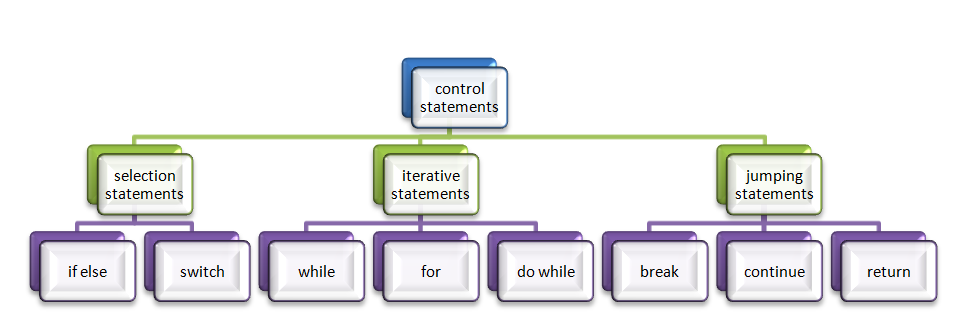 control
statements
selection
statements
iterative
statements
jumping
statements
if else
switch
while
for
do while
break
continue
return